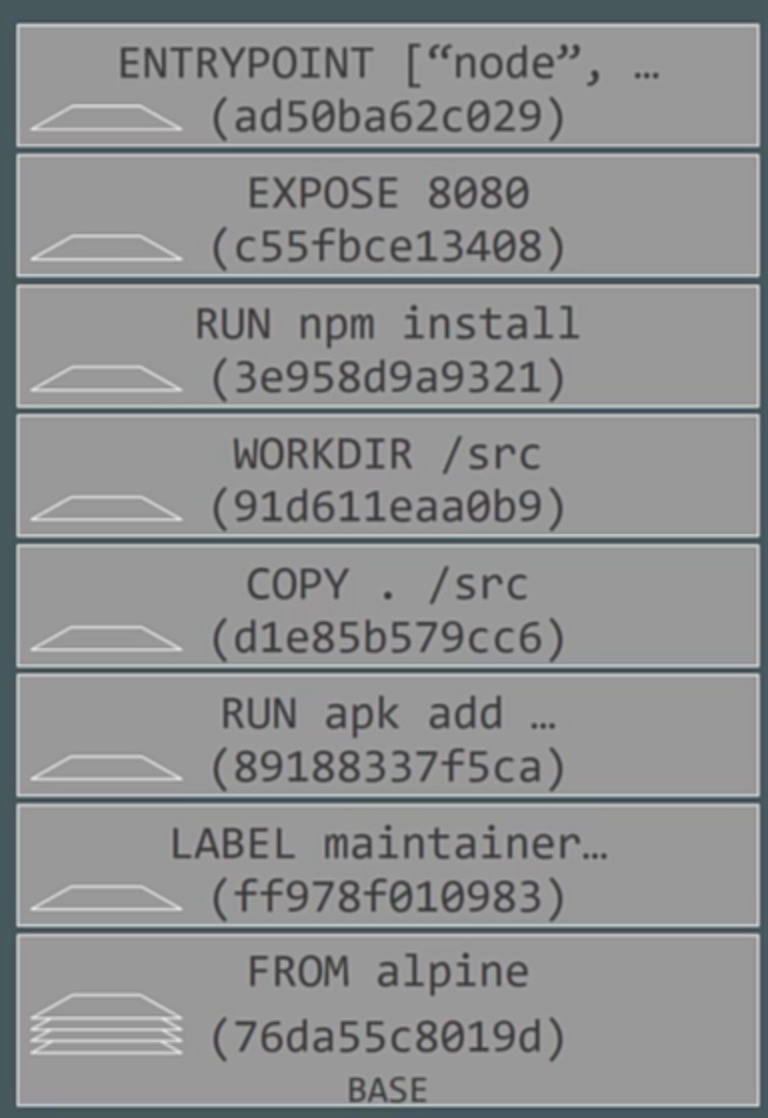 ENTRYPOINT [“node”, …
(ad50ba62c029)
EXPOSE 8080
(c55fbce13408)
RUN npm install
(3e958d9a9321)
WORKDIR /src
(91d611eaa0b9)
COPY . /src
(d1e85b579cc6)
RUN apk add …
(89188337f5ca)
LABEL maintainer…
(ff978f010983)
FROM alpine
(76da55c8019d)
BASE